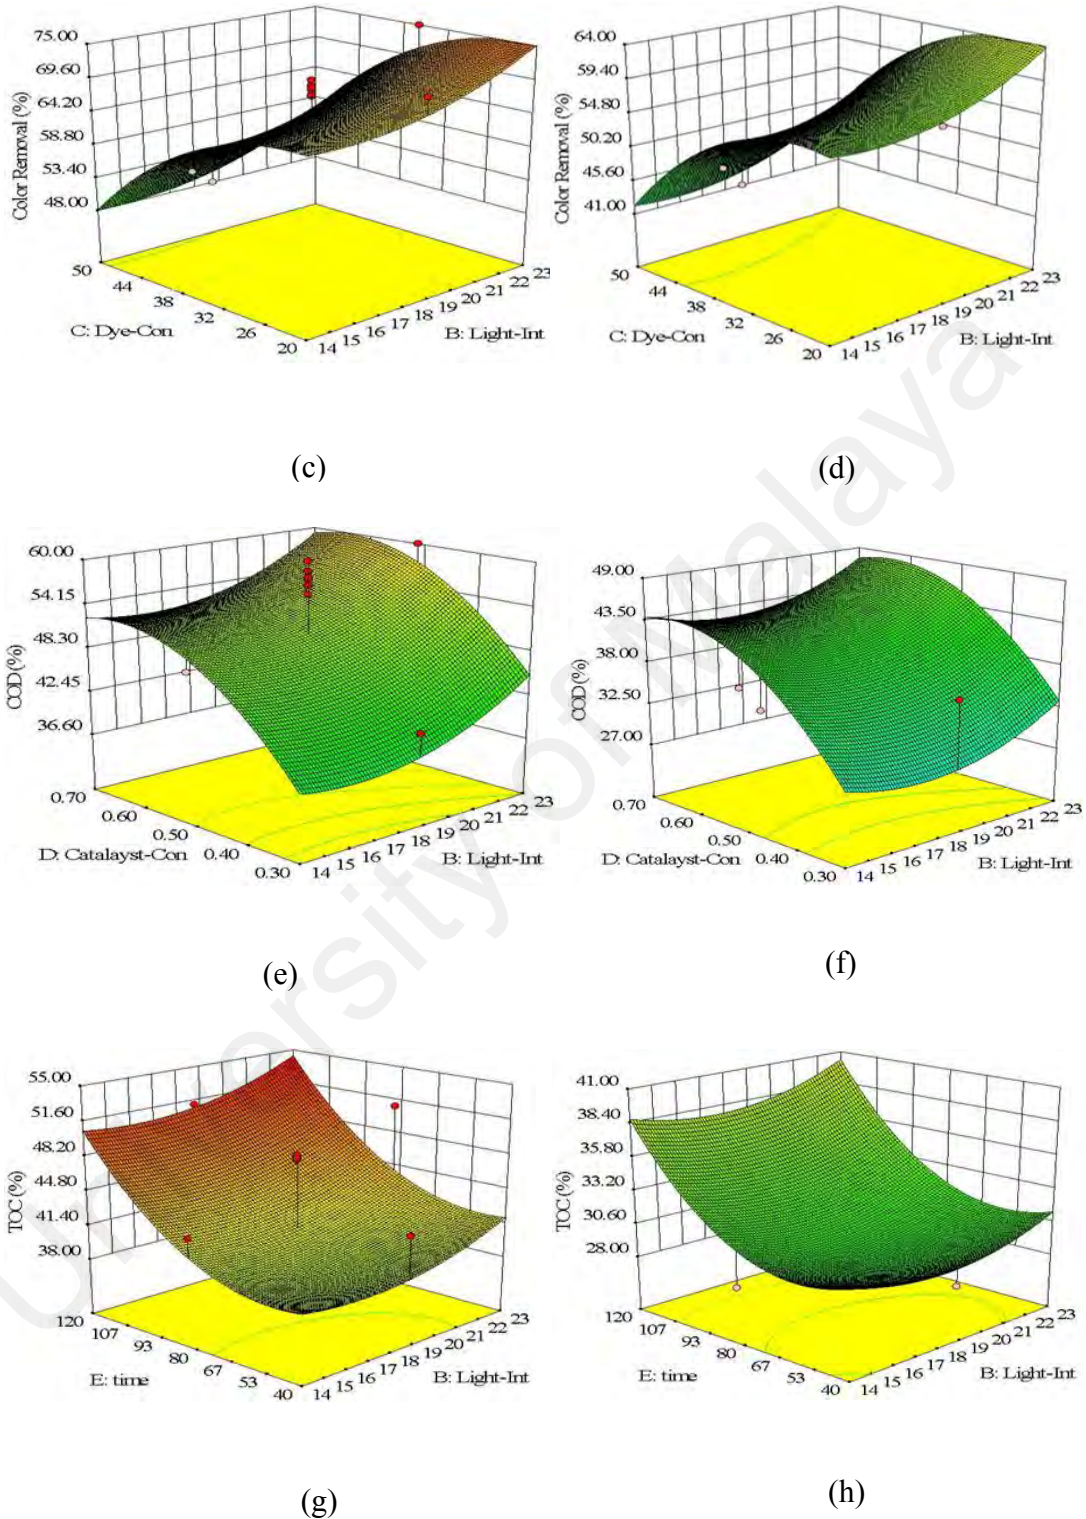 75.00
69.60
64.20
58.80
53.40
48.00
Color Removal (%)
50
44
38
32
26
20
C: Dye-Con
14 15 16 17 18 19 20 21 22 23
B: Light-Int
(c)
64.00
59.40
54.80
50.20
45.60
41.00
Color Removal (%)
50
44
38
32
26
20
C: Dye-Con
14 15 16 17 18 19 20 21 22 23
B: Light-Int
(d)
60.00
54.15
48.30
42.45
36.60
COD (%)
0.70
0.60
0.50
0.40
0.30
D: Catalayst-Con
14 15 16 17 18 19 20 21 22 23
B: Light-Int
(e)
49.00
43.50
38.00
32.50
27.00
COD (%)
0.70
0.60
0.50
0.40
0.30
D: Catalayst-Con
14 15 16 17 18 19 20 21 22 23
B: Light-Int
(f)
55.00
51.60
48.20
44.80
41.40
38.00
TOC (%)
120
107
93
80
67
53
40
E: time
14 15 16 17 18 19 20 21 22 23
B: Light-Int
(g)
41.00
38.40
35.80
33.20
30.60
28.00
TOC (%)
120
107
93
80
67
53
40
E: time
14 15 16 17 18 19 20 21 22 23
B: Light-Int
(h)
University of Malaya